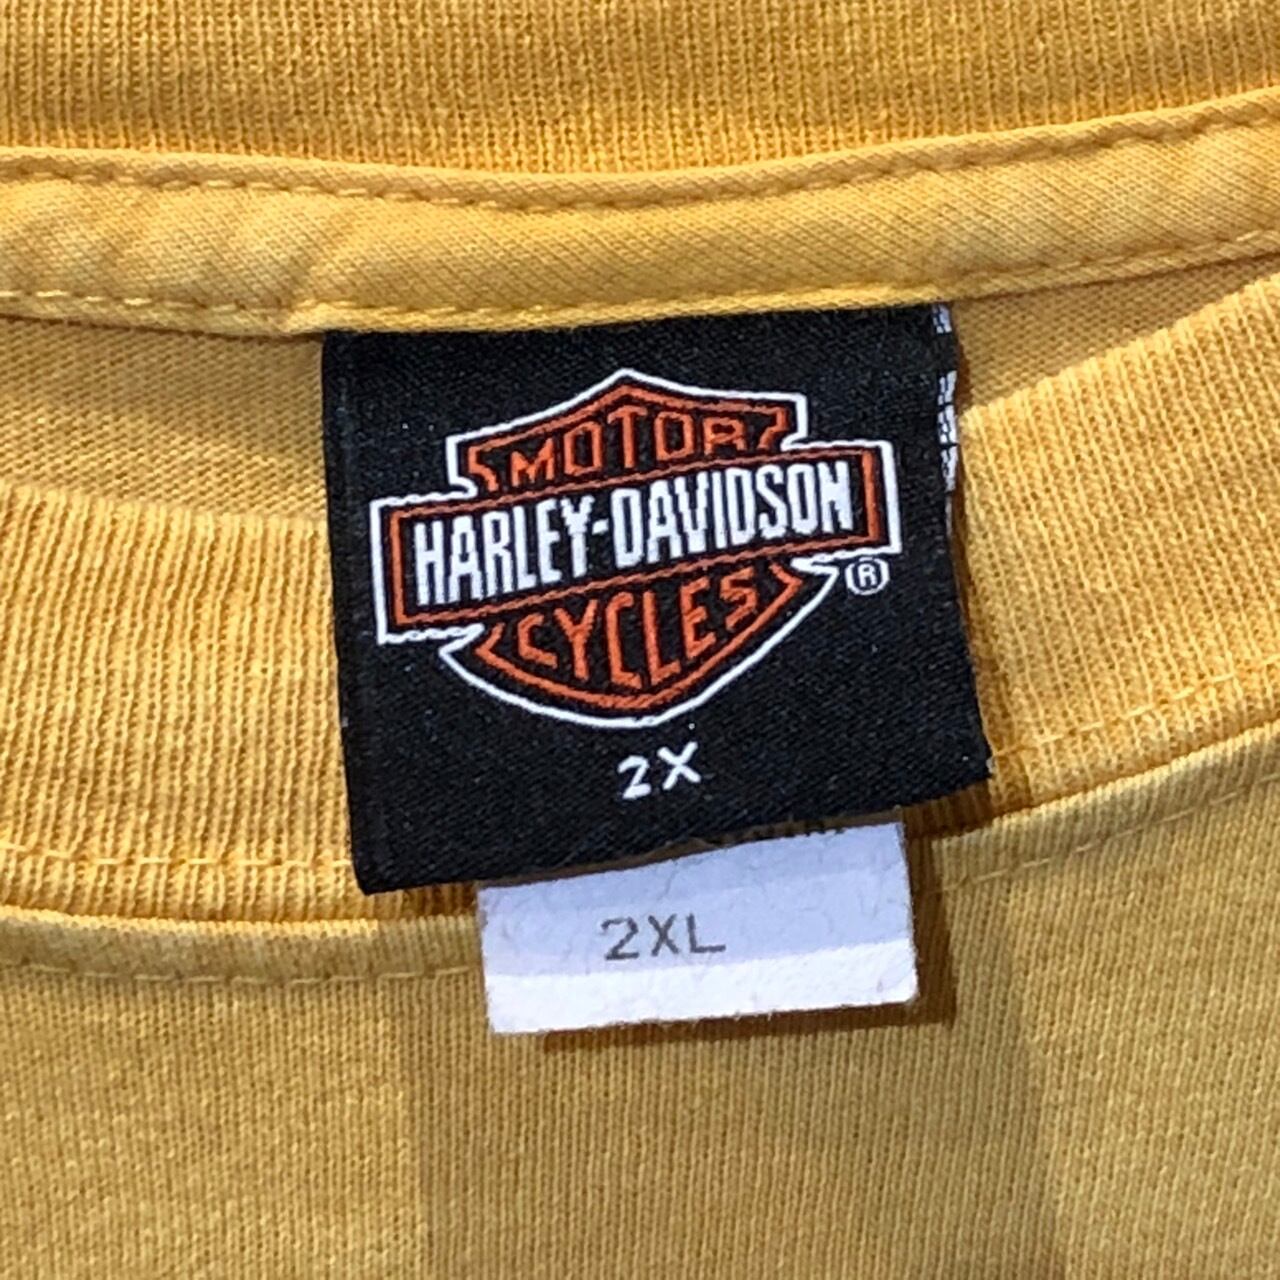 MOTOR
HARLEY-DAVIDSON
CYCLES
®
2X
2XL